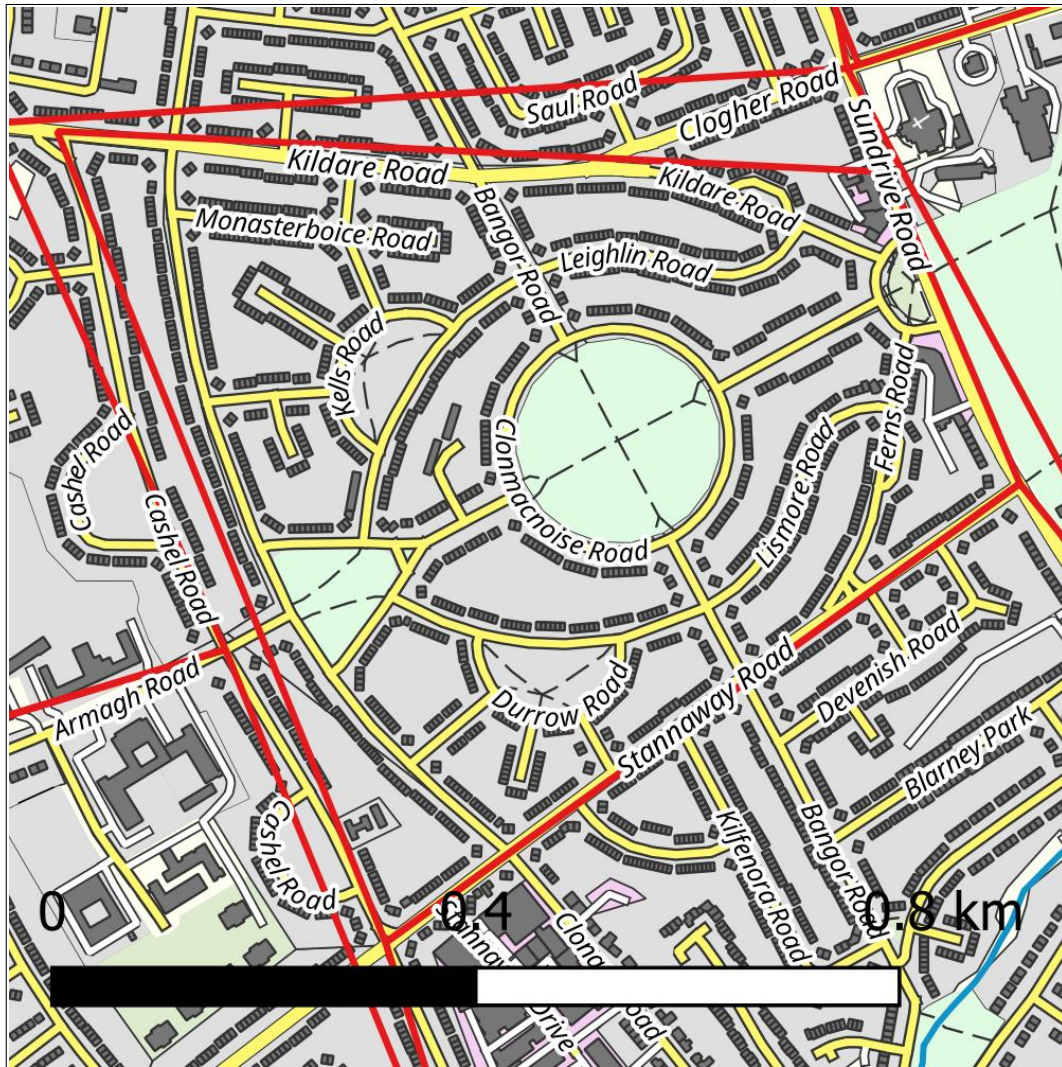 Saul Road
Clogher Road
Sundrive Road
Kildare Road
Kildare Road
Monasterboice Road
Bangor Road
Leighlin Road
Kells Road
Ferns Road
Cashel Road
Clonmacnoise Road
Lismore Road
Cashel Road
Armagh Road
Durrow Road
Devenish Road
Stannaway Road
Blarney Park
Cashel Road
Kilfenora Road
Bangor Road
0
0.4
0.8 km
Drive